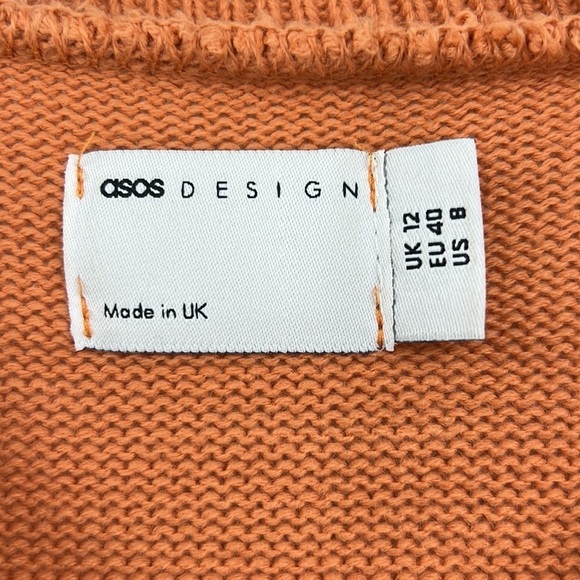 asos DESIGN
Made in UK
UK 12
EU 40
US 8